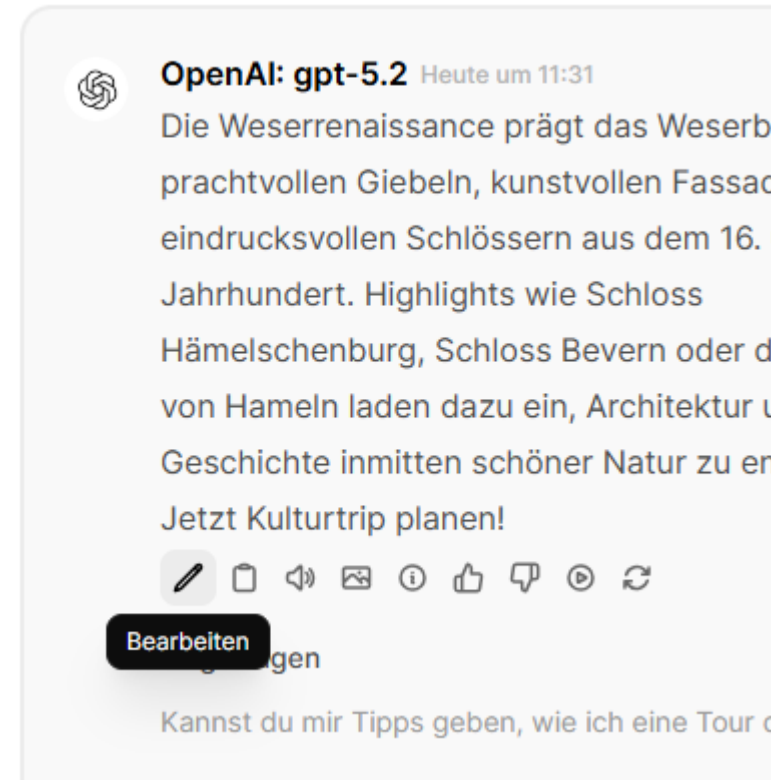 OpenAI: gpt-5.2 Heute um 11:31
Die Weserrenaissance prägt das Weserb
prachtvollen Giebeln, kunstvollen Fassad
eindrucksvollen Schlössern aus dem 16.
Jahrhundert. Highlights wie Schloss
Hämelschenburg, Schloss Bevern oder d
von Hameln laden dazu ein, Architektur u
Geschichte inmitten schöner Natur zu en
Jetzt Kulturtrip planen!
Bearbeiten
gen
Kannst du mir Tipps geben, wie ich eine Tour d